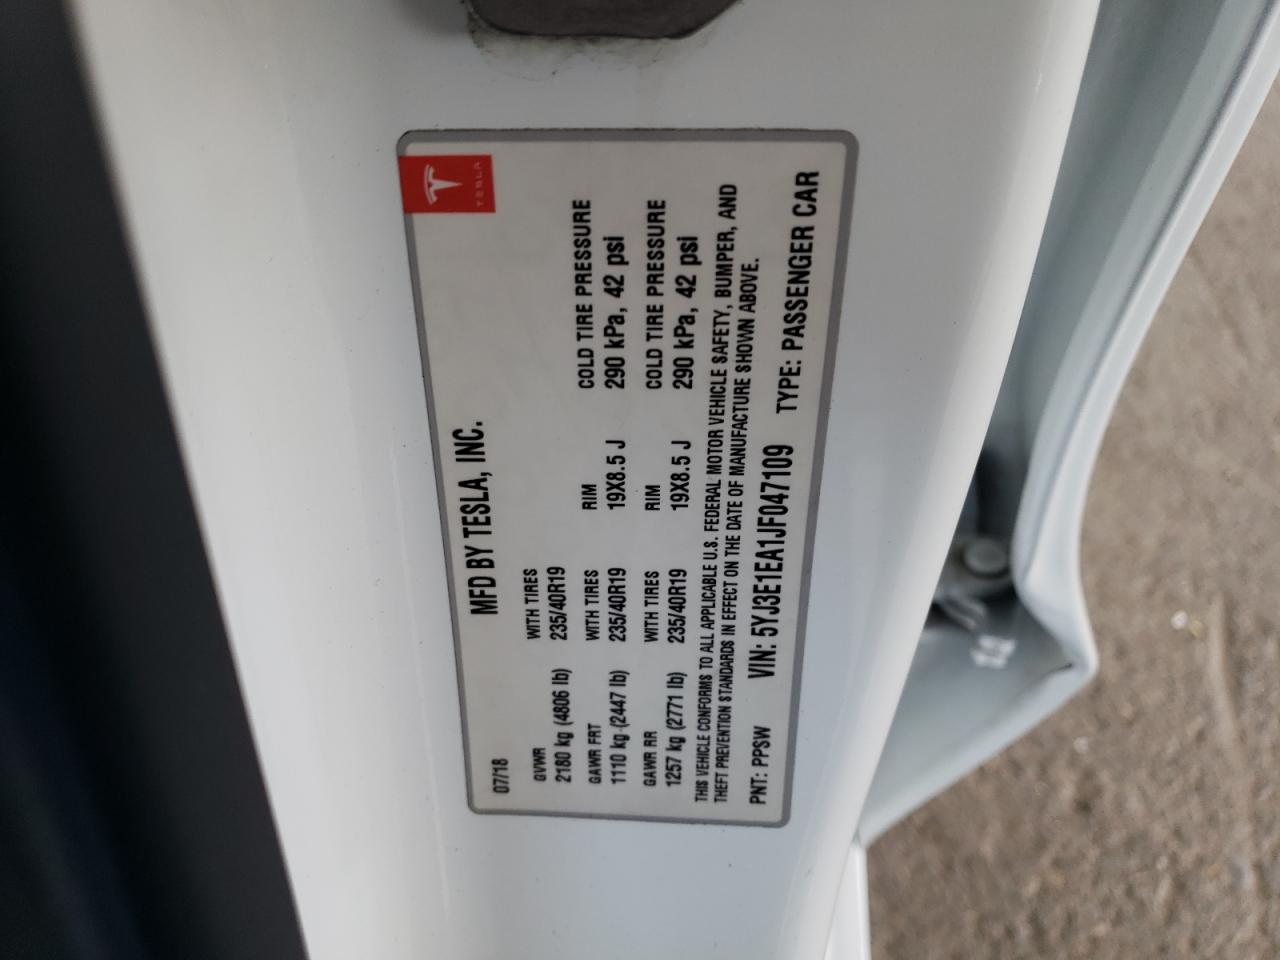 TESLA
MFD BY TESLA, INC.
07/18
GVWR WITH TIRES
2180 kg (4806 lb) 235/40R19
GAWR FRT WITH TIRES RIM COLD TIRE PRESSURE
1110 kg (2447 lb) 235/40R19 19X8.5 J 290 kPa, 42 psi
GAWR RR WITH TIRES RIM COLD TIRE PRESSURE
1257 kg (2771 lb) 235/40R19 19X8.5 J 290 kPa, 42 psi
THIS VEHICLE CONFORMS TO ALL APPLICABLE U.S. FEDERAL MOTOR VEHICLE SAFETY, BUMPER, AND
THEFT PREVENTION STANDARDS IN EFFECT ON THE DATE OF MANUFACTURE SHOWN ABOVE.
PNT: PPSW VIN: 5YJ3E1EA1JF047109 TYPE: PASSENGER CAR